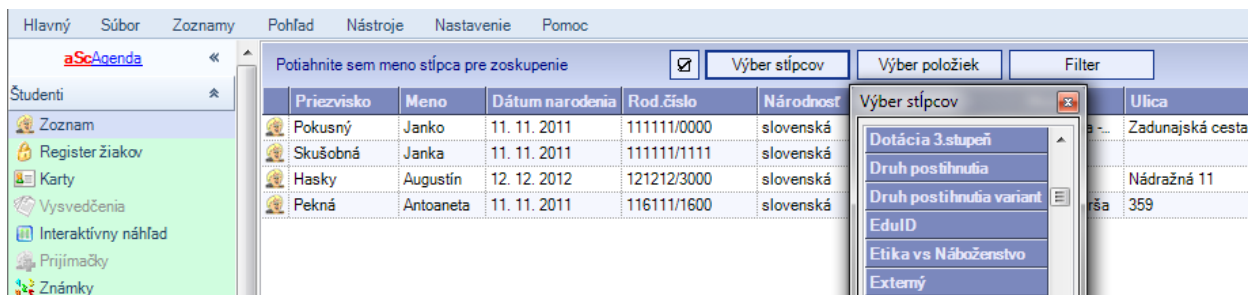 Hlavný Súbor Zoznamy Pohľad Nástroje Nastavenie Pomoc
aScAgenda «
Potiahnite sem meno stĺpca pre zoskupenie Výber stĺpcov Výber položiek Filter
Študenti
Priezvisko Meno Dátum narodenia Rod.číslo Národnosť Ulica
Výber stĺpcov
Zoznam
Pokusný Janko 11. 11. 2011 111111/0000 slovenská Zadunajská cesta
Dotácia 3.stupeň
Register žiakov
Skušobná Janka 11. 11. 2011 111111/1111 slovenská
Druh postihnutia
Karty
Hasky Augustín 12. 12. 2012 121212/3000 slovenská Nádražná 11
Druh postihnutia variant
Vysvedčenia
Pekná Antoaneta 11. 11. 2011 116111/1600 slovenská rša 359
EduID
Interaktívny náhľad
Etika vs Náboženstvo
Prijímačky
Externý
Známky